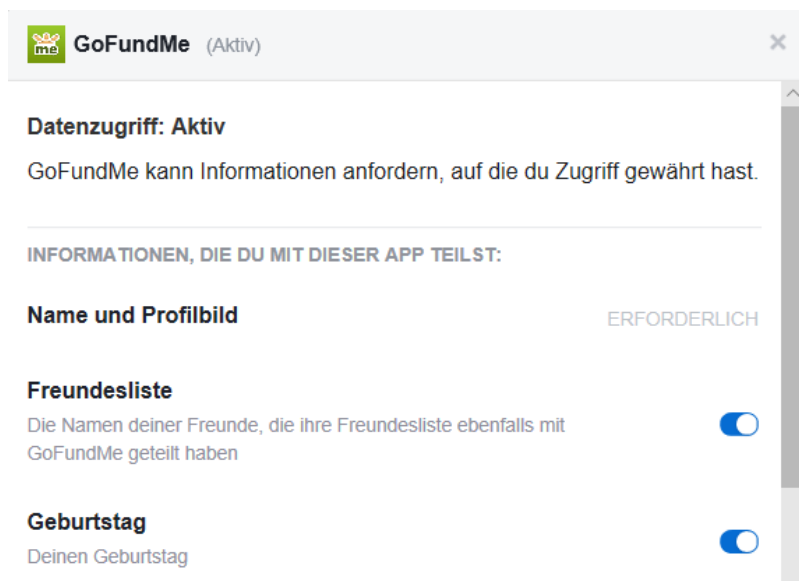 me GoFundMe (Aktiv)
Datenzugriff: Aktiv
GoFundMe kann Informationen anfordern, auf die du Zugriff gewährt hast.
INFORMATIONEN, DIE DU MIT DIESER APP TEILST:
Name und Profilbild ERFORDERLICH
Freundesliste
Die Namen deiner Freunde, die ihre Freundesliste ebenfalls mit
GoFundMe geteilt haben
Geburtstag
Deinen Geburtstag